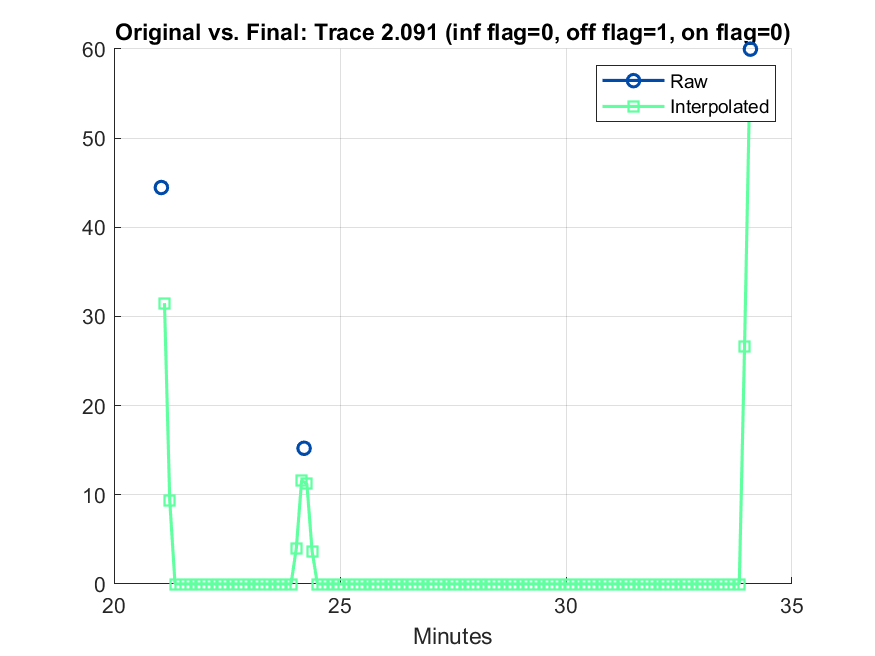 Original vs. Final: Trace 2.091 (inf flag=0, off flag=1, on flag=0)
60
50
40
30
20
10
0
Raw
Interpolated
20 25 30 35
Minutes